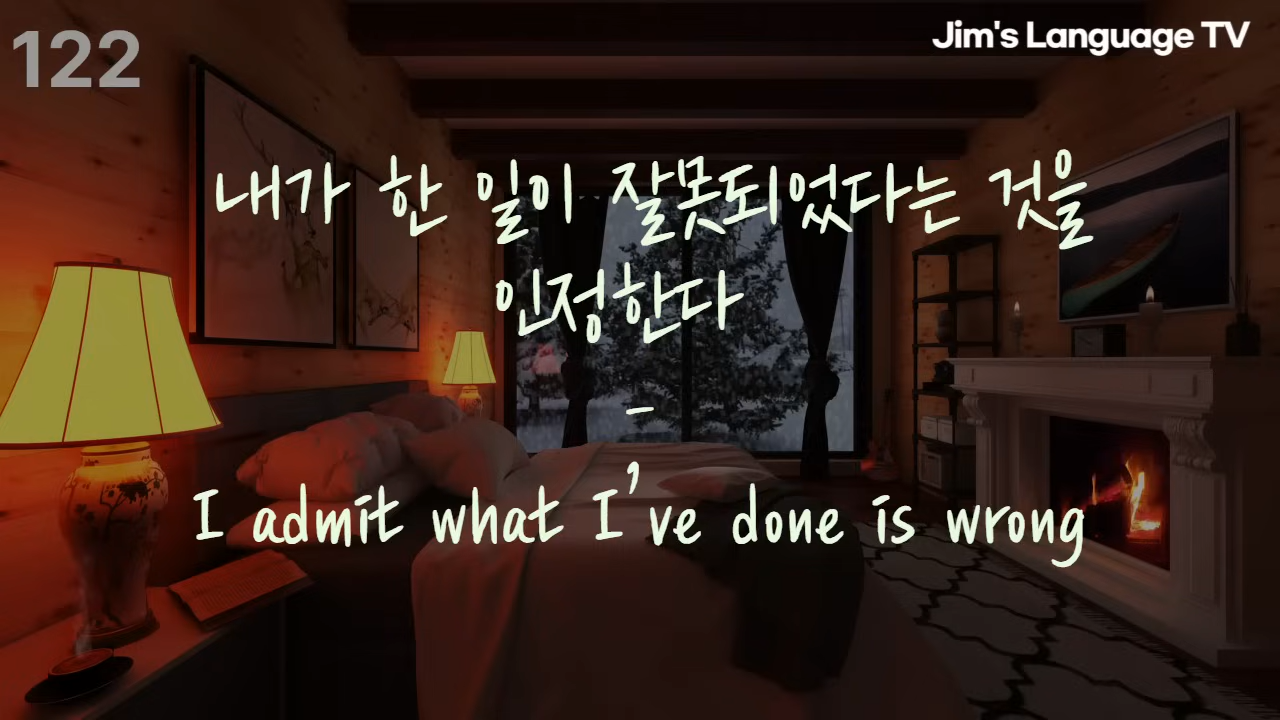 122
Jim's Language TV
내가 한 일이 잘못되었다는 것을
인정한다
-
I admit what I've done is wrong